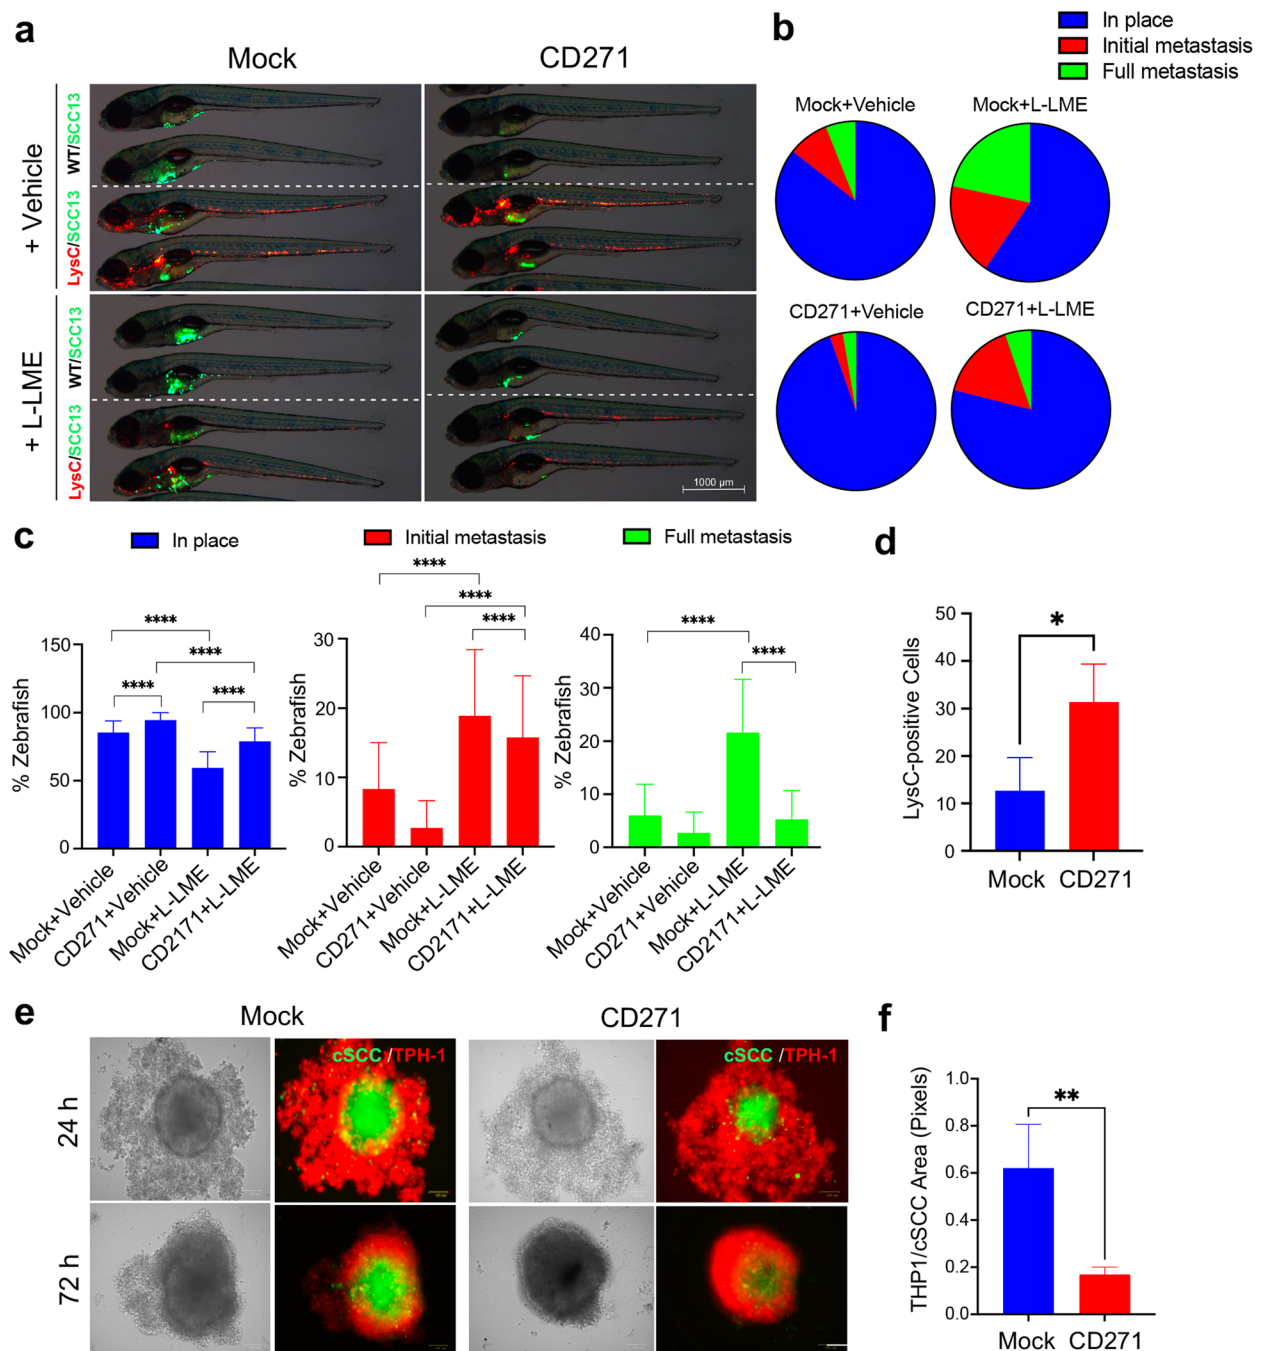 a
Mock
CD271
+ Vehicle
WT/SCC13
LysC/SCC13
+ L-LME
WT/SCC13
LysC/SCC13
1000 µm
b
In place
Initial metastasis
Full metastasis
Mock+Vehicle
Mock+L-LME
CD271+Vehicle
CD271+L-LME
c
In place
Initial metastasis
Full metastasis
% Zebrafish
150
100
50
0
****
****
****
****
Mock+Vehicle
CD271+Vehicle
Mock+L-LME
CD2171+L-LME
% Zebrafish
30
20
10
0
****
****
****
Mock+Vehicle
CD271+Vehicle
Mock+L-LME
CD2171+L-LME
% Zebrafish
40
30
20
10
0
****
****
Mock+Vehicle
CD271+Vehicle
Mock+L-LME
CD2171+L-LME
d
LysC-positive Cells
50
40
30
20
10
0
*
Mock
CD271
e
Mock
CD271
24 h
72 h
cSCC /TPH-1
cSCC /TPH-1
f
THP1/cSCC Area (Pixels)
1.0
0.8
0.6
0.4
0.2
0.0
**
Mock
CD271